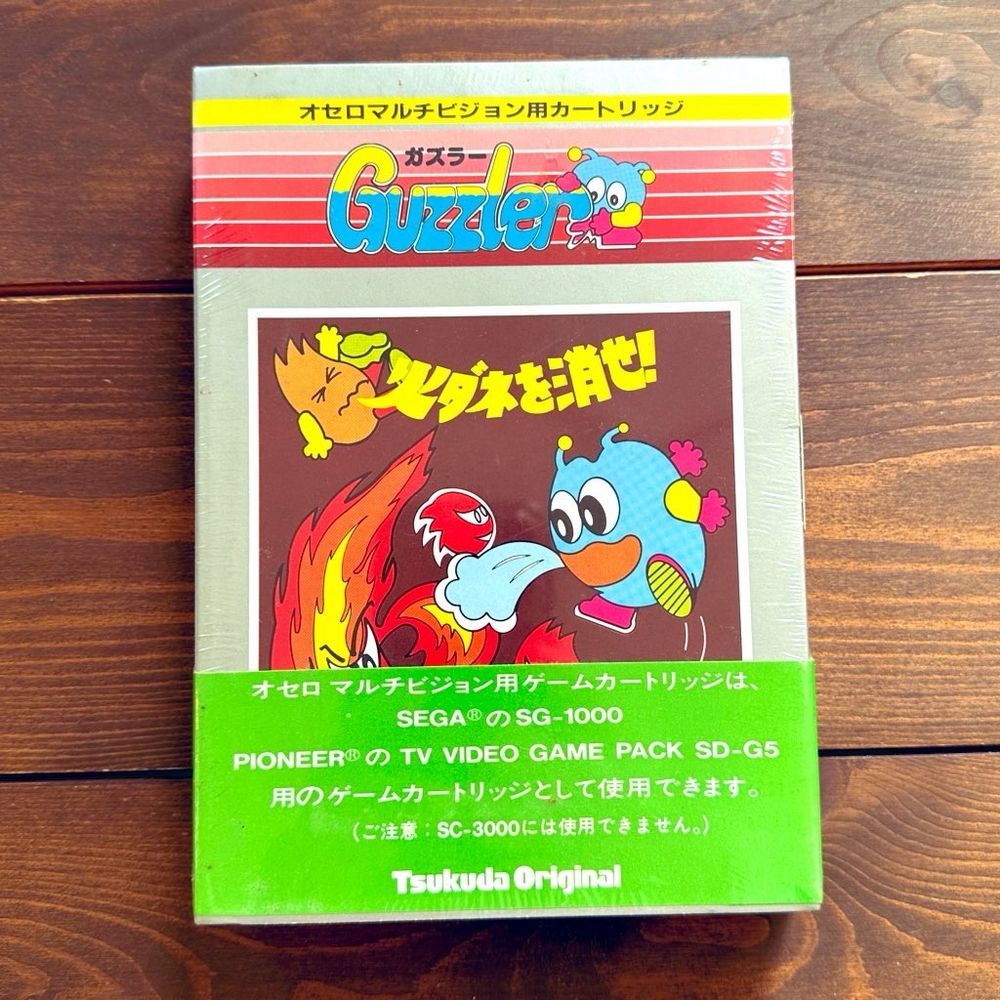 オセロマルチビジョン用カートリッジ
ガズラー
Guzzler
火ダネを消せ!
オセロ マルチビジョン用ゲームカートリッジは、
SEGA®のSG-1000
PIONEER®の TV VIDEO GAME PACK SD-G5
用のゲームカートリッジとして使用できます。
(ご注意：SC-3000には使用できません。)
Tsukuda Original